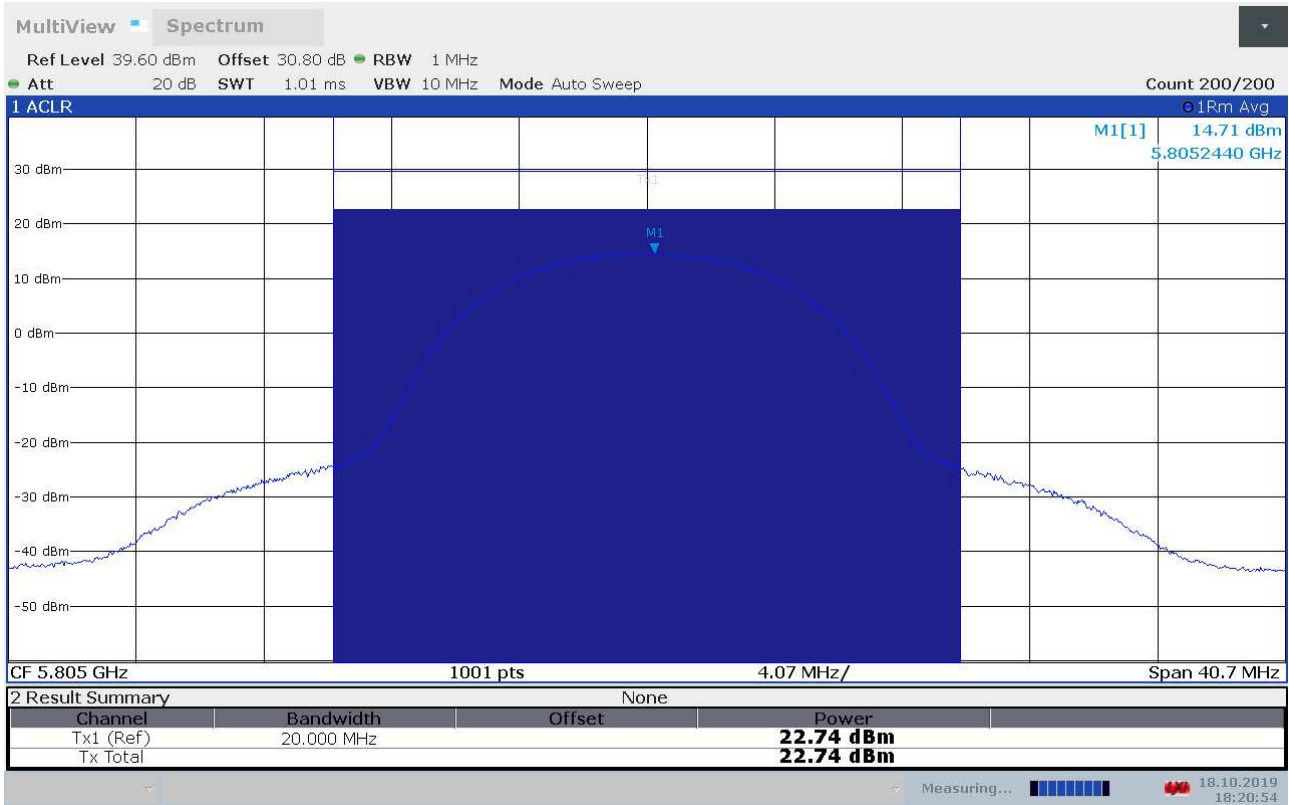 MultiView Spectrum
Ref Level 39.60 dBm Offset 30.80 dB RBW 1 MHz
Att 20 dB SWT 1.01 ms VBW 10 MHz Mode Auto Sweep Count 200/200
1 ACLR 1Rm Avg
M1[1] 14.71 dBm
5.8052440 GHz
30 dBm
Tx1
20 dBm
M1
10 dBm
0 dBm
-10 dBm
-20 dBm
-30 dBm
-40 dBm
-50 dBm
CF 5.805 GHz 1001 pts 4.07 MHz/ Span 40.7 MHz
2 Result Summary None
Channel Bandwidth Offset Power
Tx1 (Ref) 20.000 MHz 22.74 dBm
Tx Total 22.74 dBm
Measuring... 18.10.2019
18:20:54